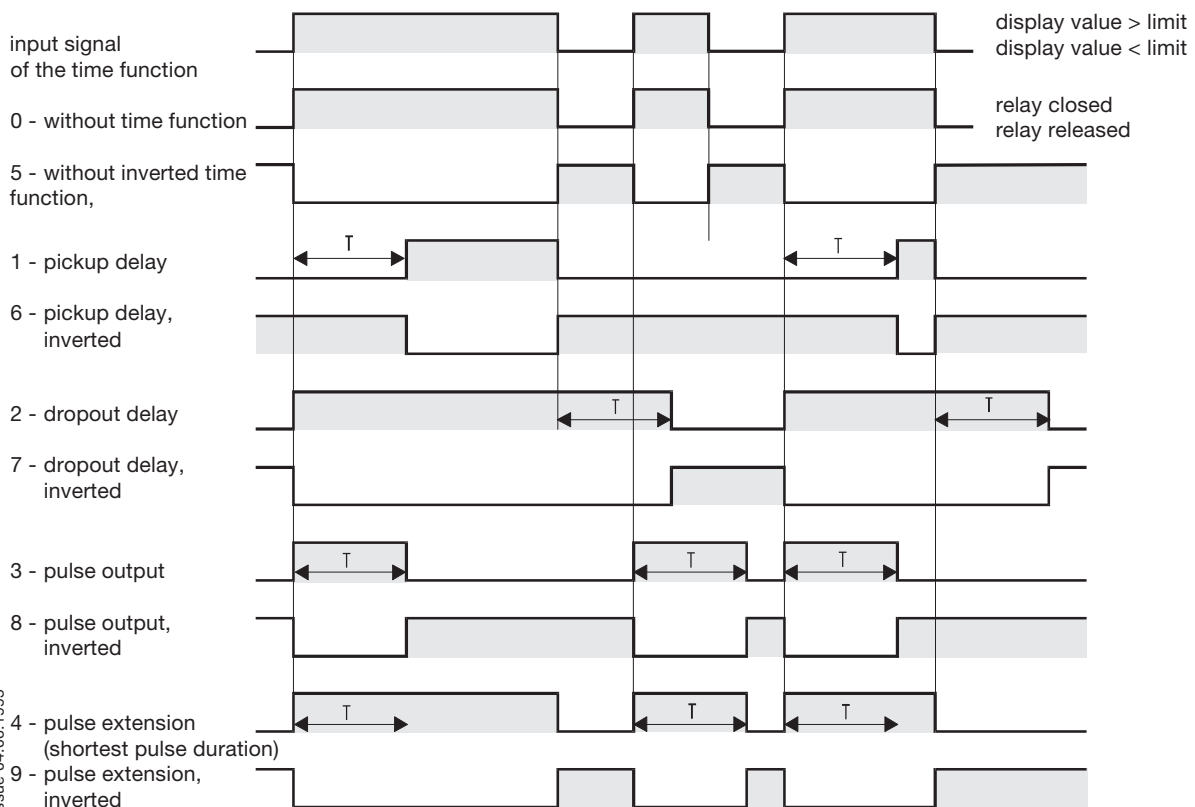 input signal
of the time function
display value > limit
display value < limit
0 - without time function
relay closed
relay released
5 - without inverted time
function,
1 - pickup delay
T
T
6 - pickup delay,
inverted
2 - dropout delay
T
T
7 - dropout delay,
inverted
3 - pulse output
T
T
T
8 - pulse output,
inverted
4 - pulse extension
(shortest pulse duration)
T
T
T
9 - pulse extension,
inverted